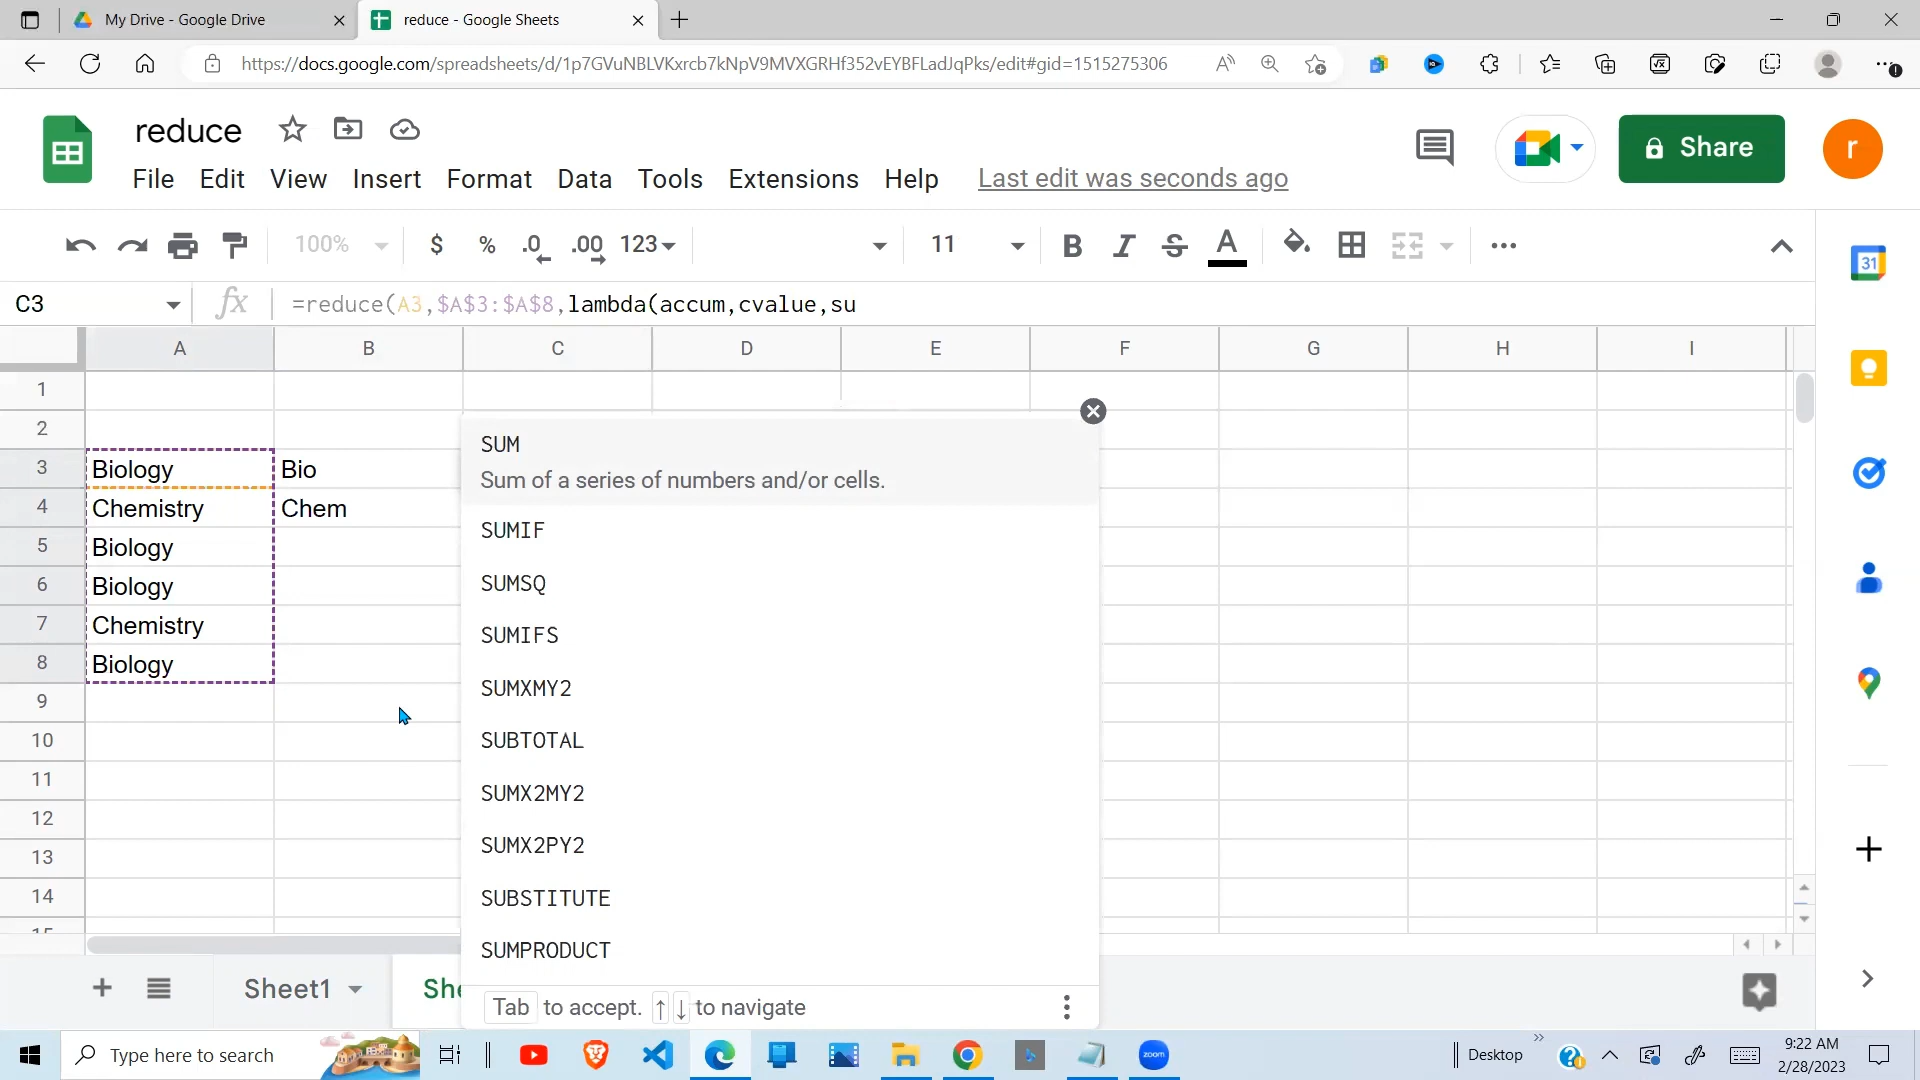 My Drive - Google Drive
reduce - Google Sheets
https://docs.google.com/spreadsheets/d/1p7GVuNBLVKxrcb7kNpV9MVXGRHf352vEYBFLadJqPks/edit#gid=1515275306
reduce
File Edit View Insert Format Data Tools Extensions Help Last edit was seconds ago
Share
r
100% $ % .0 .00 123 11 B I S A
31
C3 fx =reduce(A3,$A$3:$A$8,lambda(accum,cvalue,su
A B C D E F G H I
1
2
3 Biology Bio
4 Chemistry Chem
5 Biology
6 Biology
7 Chemistry
8 Biology
9
10
11
12
13
14
15
SUM
Sum of a series of numbers and/or cells.
SUMIF
SUMSQ
SUMIFS
SUMXMY2
SUBTOTAL
SUMX2MY2
SUMX2PY2
SUBSTITUTE
SUMPRODUCT
Tab to accept. ↑ ↓ to navigate
Sheet1 She
Type here to search
zoom
Desktop
9:22 AM
2/28/2023